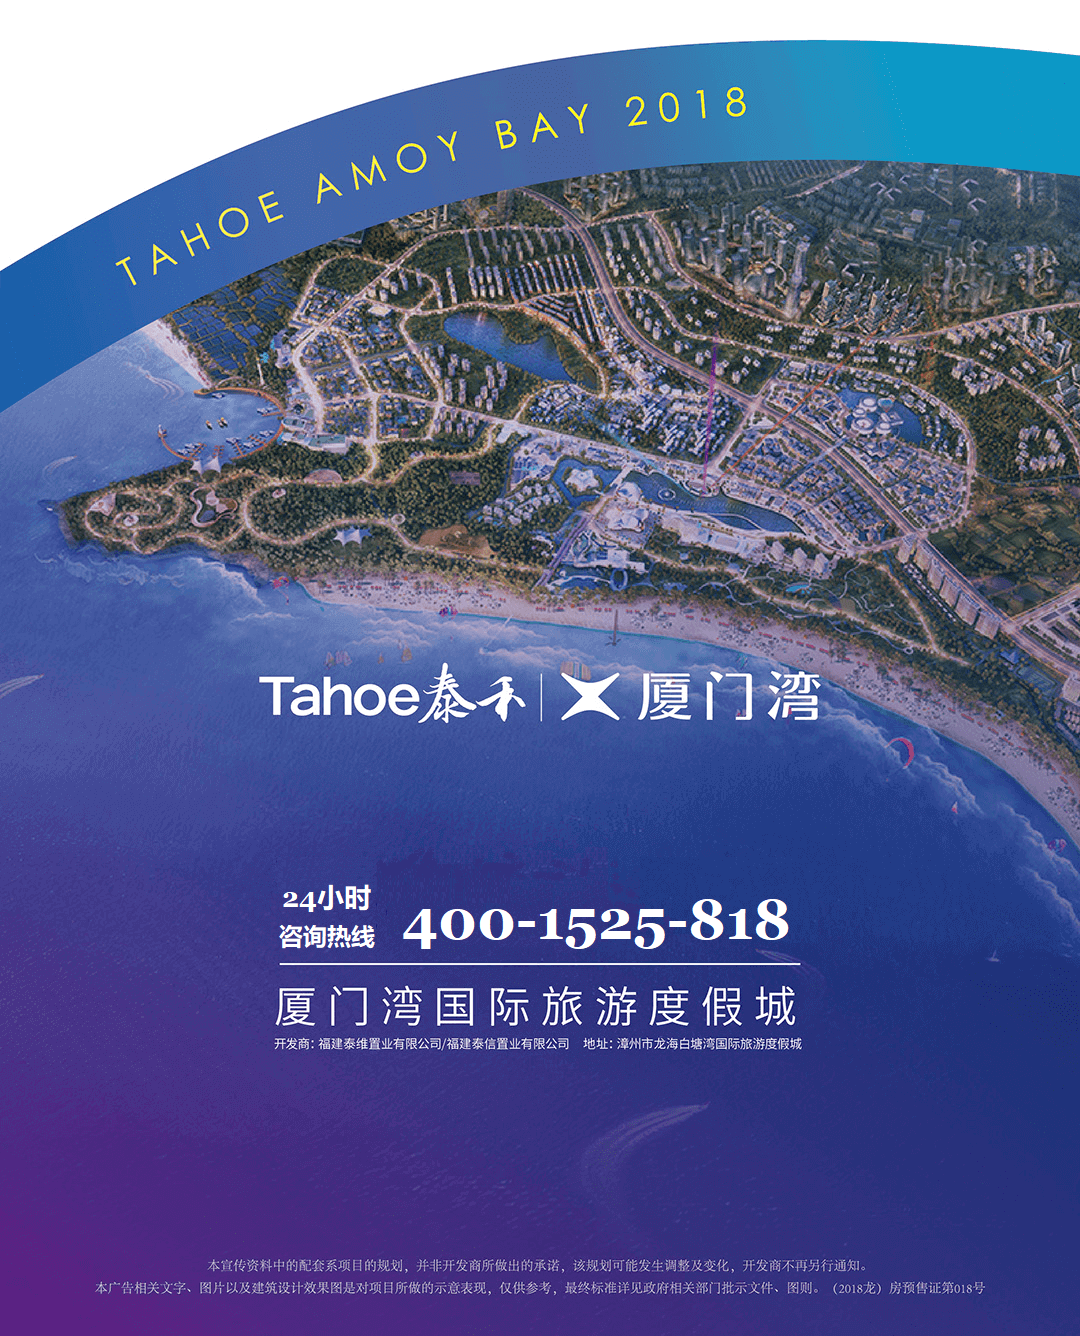 TAHOE AMOY BAY 2018
Tahoe泰禾 厦门湾
24小时
咨询热线 400-1525-818
厦门湾国际旅游度假城
开发商：福建泰维置业有限公司/福建泰信置业有限公司 地址：漳州市龙海白塘湾国际旅游度假城
本宣传资料中的配套系项目的规划，并非开发商所做出的承诺，该规划可能发生调整及变化，开发商不再另行通知。
本广告相关文字、图片以及建筑设计效果图是对项目所做的示意表现，仅供参考，最终标准详见政府相关部门批示文件、图则。（2018龙）房预售证第018号